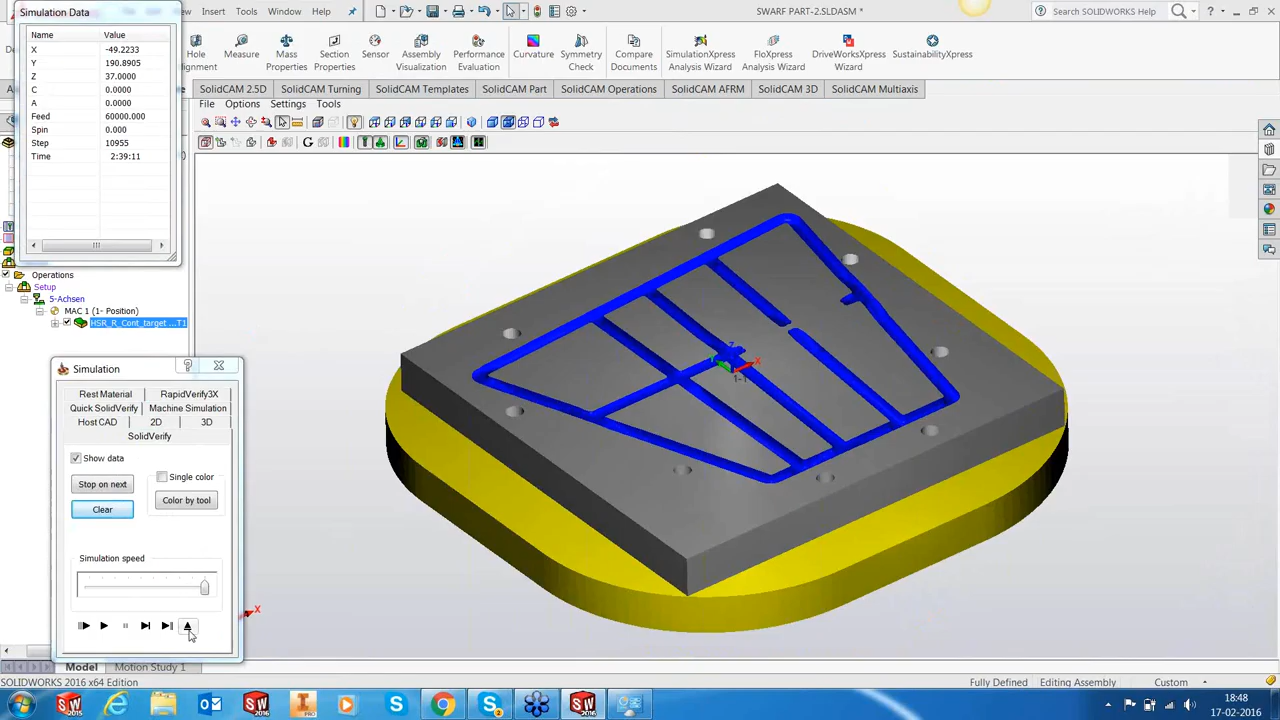 Simulation Data
Name Value
X -49.2233
Y 190.8905
Z 37.0000
C 0.0000
A 0.0000
Feed 60000.000
Spin 0.000
Step 10955
Time 2:39:11
Insert Tools Window Help
SWARF PART-2.SLDASM *
Search SOLIDWORKS Help
Hole Alignment
Measure
Mass Properties
Section Properties
Sensor
Assembly Visualization
Performance Evaluation
Curvature
Symmetry Check
Compare Documents
SimulationXpress Analysis Wizard
FloXpress Analysis Wizard
DriveWorksXpress Wizard
SustainabilityXpress
SolidCAM 2.5D SolidCAM Turning SolidCAM Templates SolidCAM Part SolidCAM Operations SolidCAM AFRM SolidCAM 3D SolidCAM Multiaxis
File Options Settings Tools
Operations
Setup
5-Achsen
MAC 1 (1- Position)
HSR_R_Cont_target ...T1
Z
X
1-1
Simulation
Rest Material RapidVerify3X
Quick SolidVerify Machine Simulation
Host CAD 2D 3D
SolidVerify
Show data
Stop on next
Single color
Color by tool
Clear
Simulation speed
X
Model Motion Study 1
SOLIDWORKS 2016 x64 Edition Fully Defined Editing Assembly Custom
18:48
17-02-2016